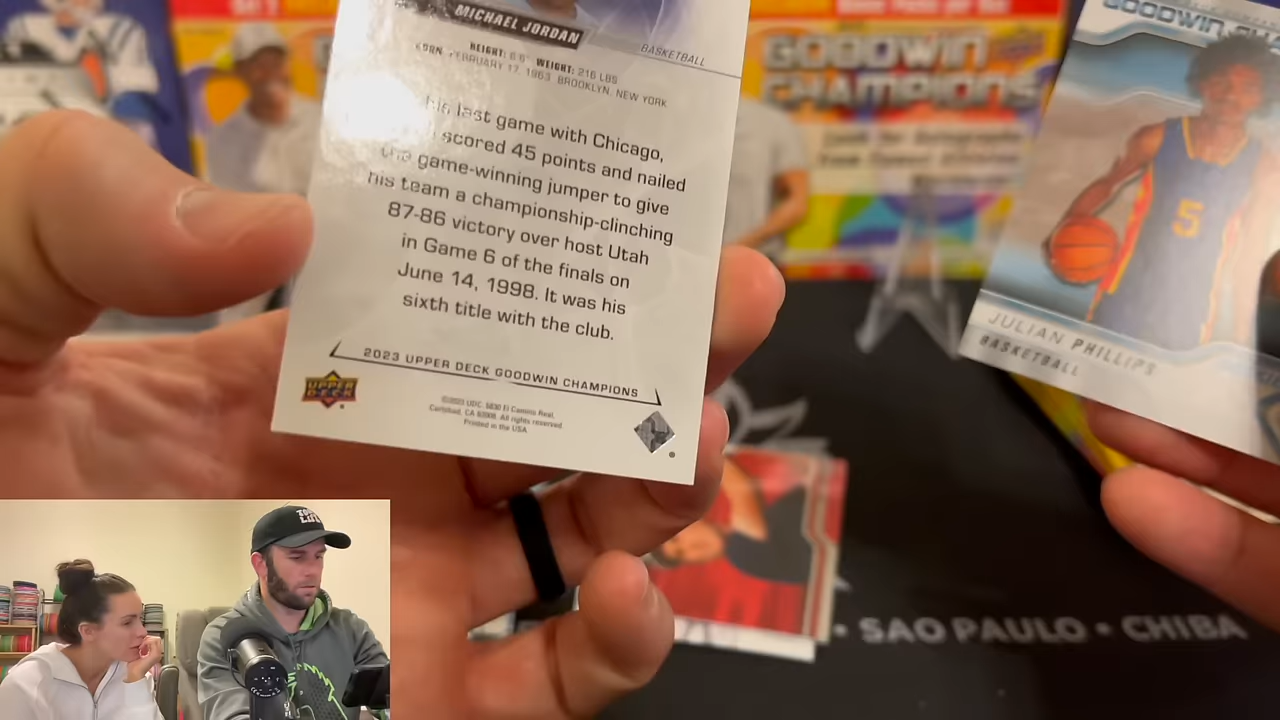 MICHAEL JORDAN
BASKETBALL
HEIGHT: 6'6" WEIGHT: 216 LBS
BORN: FEBRUARY 17, 1963 BROOKLYN, NEW YORK
his last game with Chicago,
scored 45 points and nailed
the game-winning jumper to give
his team a championship-clinching
87-86 victory over host Utah
in Game 6 of the finals on
June 14, 1998. It was his
sixth title with the club.
2023 UPPER DECK GOODWIN CHAMPIONS
UPPER DECK
©2023 UDC. 5830 El Camino Real,
Carlsbad, CA 92008. All rights reserved.
Printed in the USA
GOODWIN
CHAMPIONS
GOODWIN
5
JULIAN PHILLIPS
BASKETBALL
• SAO PAULO • CHIBA